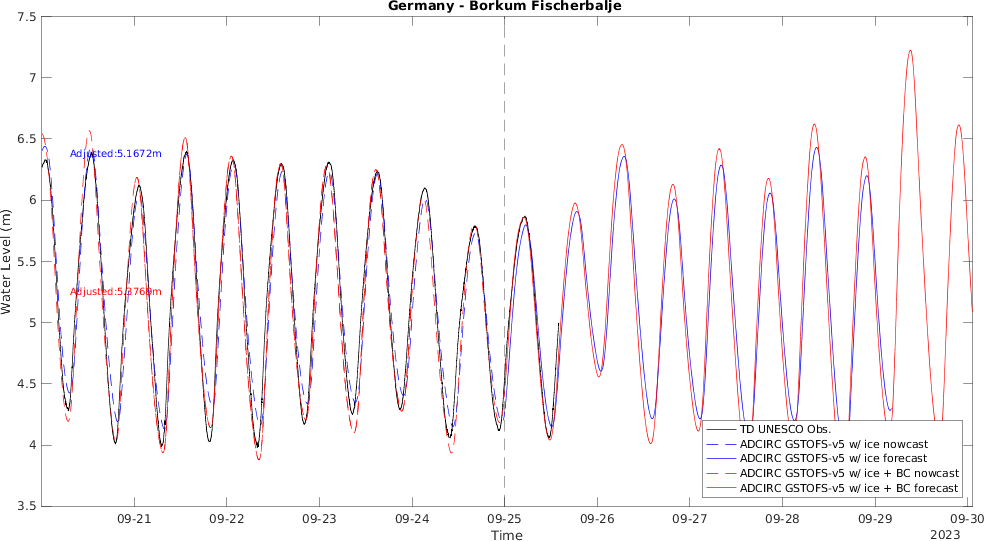 Germany - Borkum Fischerbalje
7.5
7
6.5
6
5.5
5
4.5
4
3.5
Water Level (m)
Adjusted:5.1672m
Adjusted:5.3769m
TD UNESCO Obs.
ADCIRC GSTOFS-v5 w/ ice nowcast
ADCIRC GSTOFS-v5 w/ ice forecast
ADCIRC GSTOFS-v5 w/ ice + BC nowcast
ADCIRC GSTOFS-v5 w/ ice + BC forecast
09-21 09-22 09-23 09-24 09-25 09-26 09-27 09-28 09-29 09-30
Time
2023